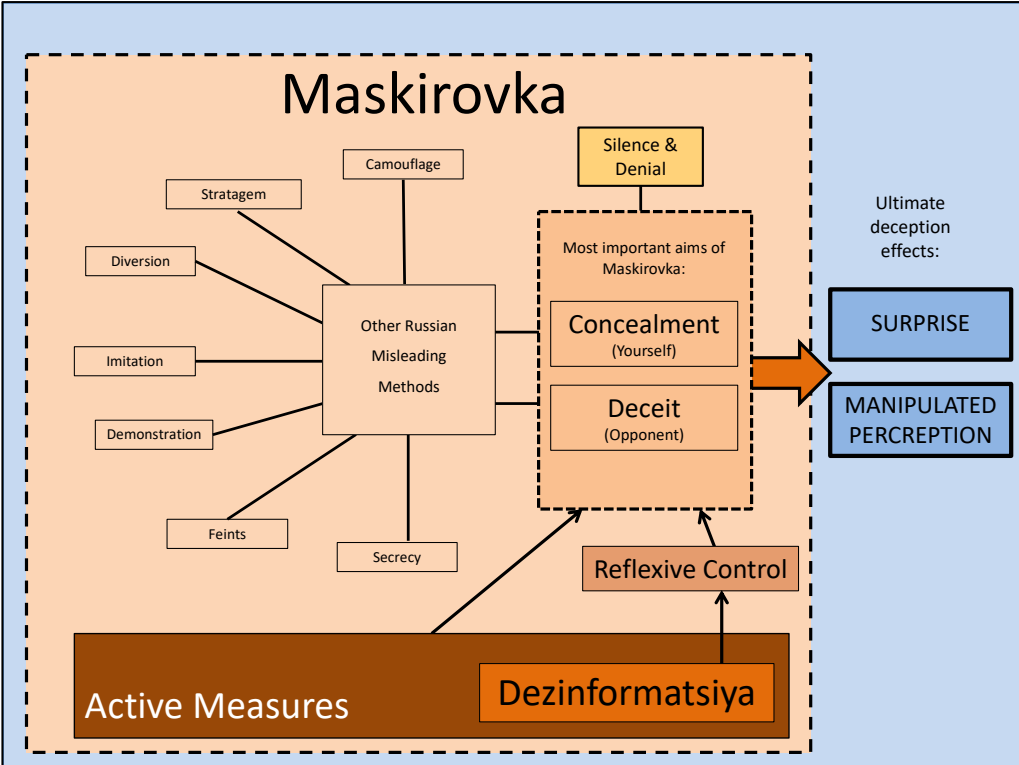 Maskirovka
Camouflage
Silence &
Denial
Stratagem
Ultimate
deception
effects:
Diversion
Most important aims of
Maskirovka:
Other Russian
Misleading
Methods
Concealment
(Yourself)
SURPRISE
Imitation
Deceit
(Opponent)
MANIPULATED
PERCREPTION
Demonstration
Feints
Secrecy
Reflexive Control
Active Measures
Dezinformatsiya